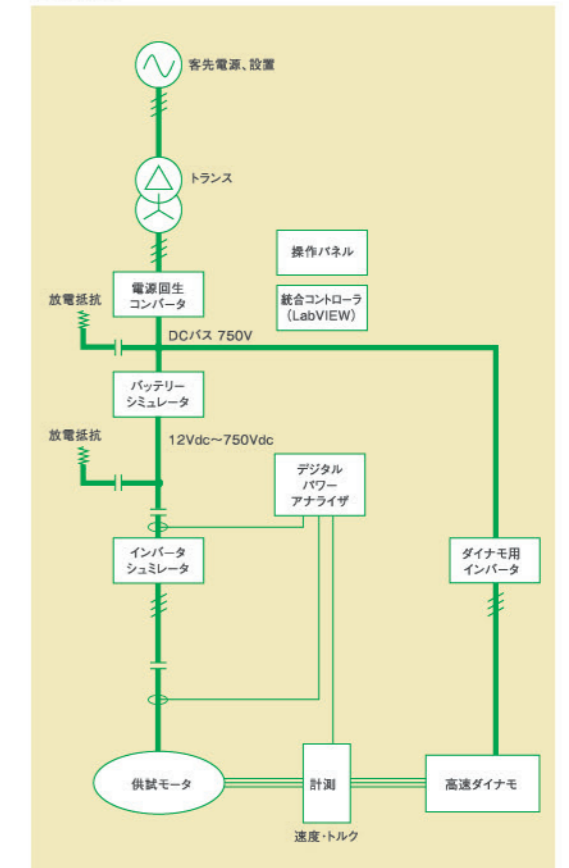 客先電源、設置
トランス
操作パネル
電源回生
コンバータ
統合コントローラ
(LabVIEW)
放電抵抗
DCバス 750V
バッテリー
シミュレータ
放電抵抗
12Vdc～750Vdc
デジタル
パワー
アナライザ
インバータ
シュミレータ
ダイナモ用
インバータ
供試モータ
計測
高速ダイナモ
速度・トルク